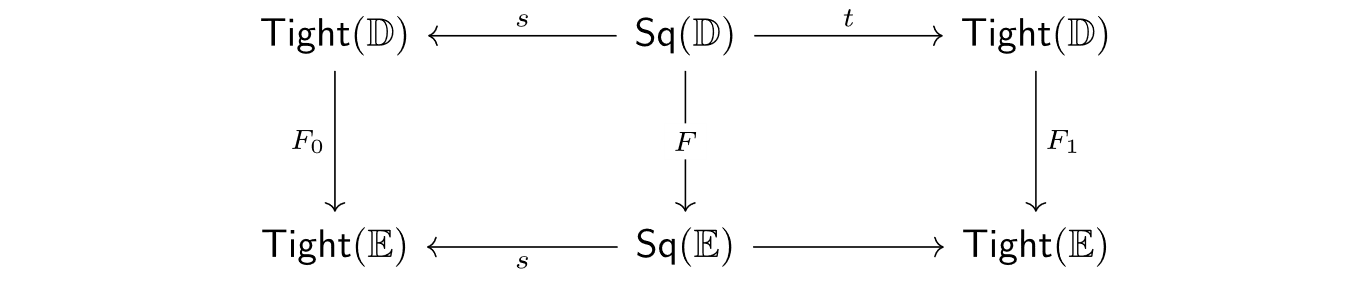 s t
Tight(𝔻) Sq(𝔻) Tight(𝔻)
F₀ F F₁
Tight(𝔼) Sq(𝔼) Tight(𝔼)
s